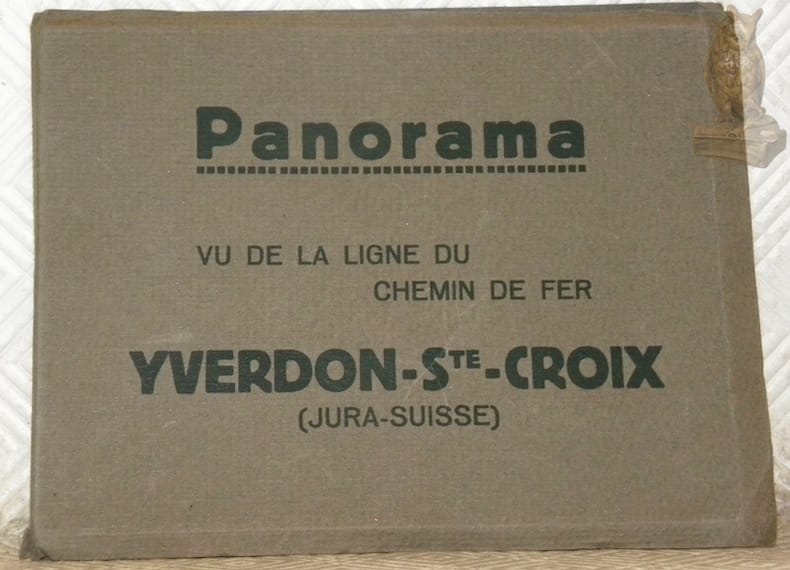 Panorama
VU DE LA LIGNE DU
CHEMIN DE FER
YVERDON-STE-CROIX
(JURA-SUISSE)